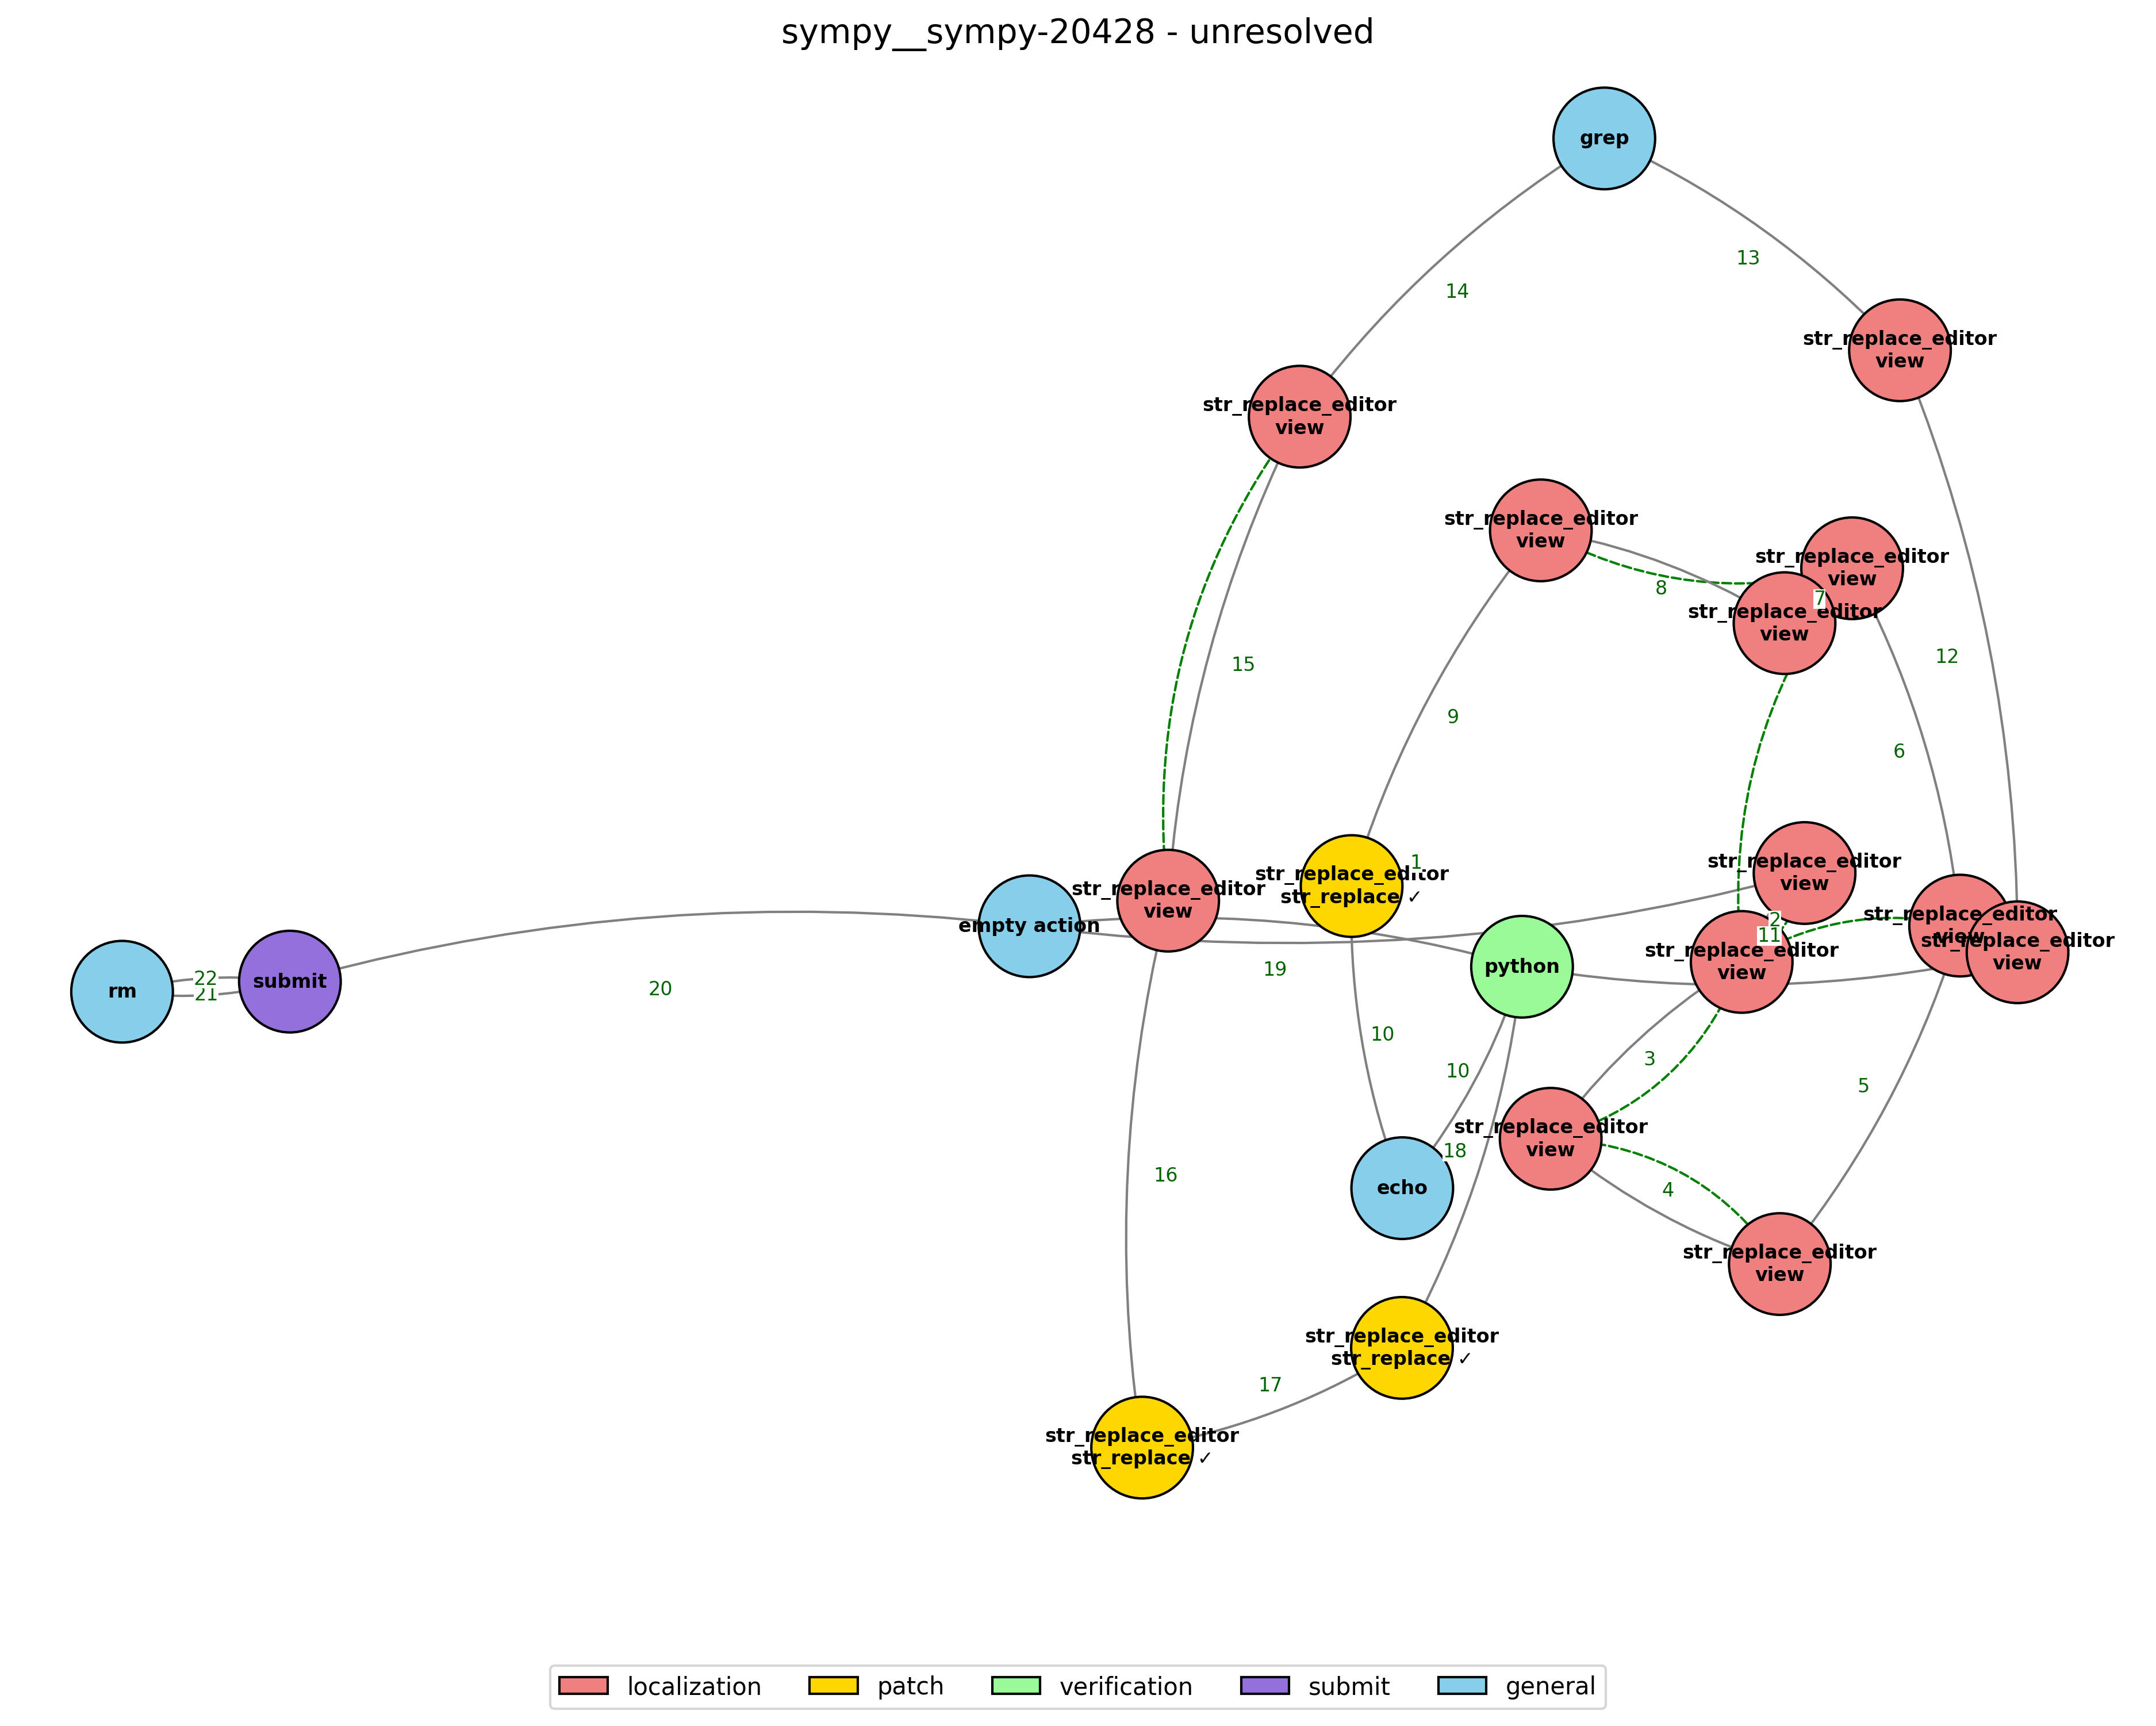 sympy__sympy-20428 - unresolved
grep
13
14
str_replace_editor
view
str_replace_editor
view
str_replace_editor
view
str_replace_editor
view
8
7
str_replace_editor
view
12
15
9
6
1
str_replace_editor
view
str_replace_editor
str_replace ✓
str_replace_editor
view
2
11
str_replace_editor
view
str_replace_editor
view
str_replace_editor
view
empty action
python
19
20
22
21
rm
submit
10
10
3
5
18
str_replace_editor
view
4
16
echo
str_replace_editor
view
str_replace_editor
str_replace ✓
17
str_replace_editor
str_replace ✓
localization
patch
verification
submit
general